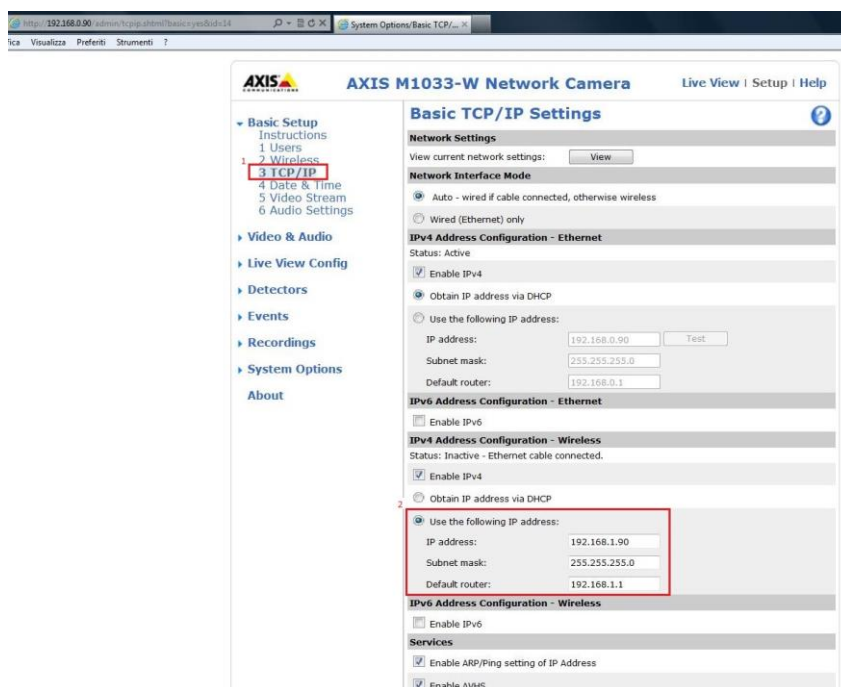 http://192.168.0.90/admin/tcpip.shtml?basic=yes&id=14
System Options/Basic TCP/...
fica Visualizza Preferiti Strumenti ?
AXIS
COMMUNICATIONS
AXIS M1033-W Network Camera
Live View | Setup | Help
Basic Setup
Instructions
1 Users
1 2 Wireless
3 TCP/IP
4 Date & Time
5 Video Stream
6 Audio Settings
Video & Audio
Live View Config
Detectors
Events
Recordings
System Options
About
Basic TCP/IP Settings
?
Network Settings
View current network settings: View
Network Interface Mode
Auto - wired if cable connected, otherwise wireless
Wired (Ethernet) only
IPv4 Address Configuration - Ethernet
Status: Active
Enable IPv4
Obtain IP address via DHCP
Use the following IP address:
IP address: 192.168.0.90 Test
Subnet mask: 255.255.255.0
Default router: 192.168.0.1
IPv6 Address Configuration - Ethernet
Enable IPv6
IPv4 Address Configuration - Wireless
Status: Inactive - Ethernet cable connected.
Enable IPv4
Obtain IP address via DHCP
2
Use the following IP address:
IP address: 192.168.1.90
Subnet mask: 255.255.255.0
Default router: 192.168.1.1
IPv6 Address Configuration - Wireless
Enable IPv6
Services
Enable ARP/Ping setting of IP Address
Enable AVHS